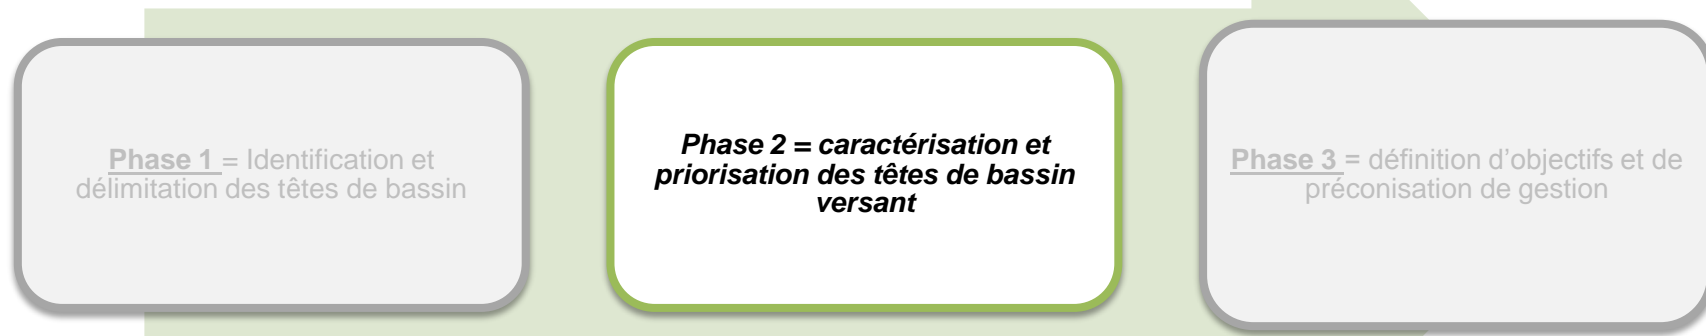 Phase 1 = Identification et
délimitation des têtes de bassin
Phase 2 = caractérisation et
priorisation des têtes de bassin
versant
Phase 3 = définition d’objectifs et de
préconisation de gestion